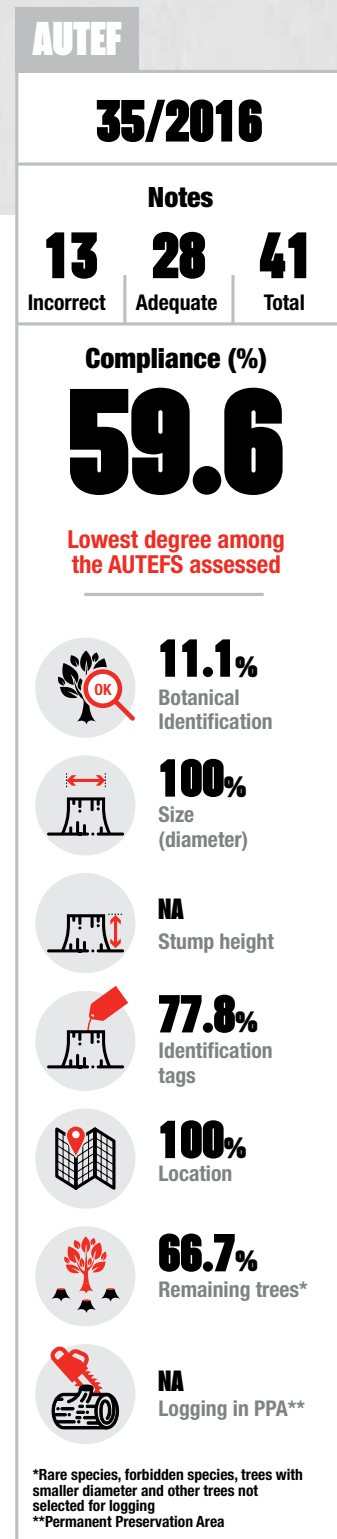 AUTEF
35/2016
Notes
13 28 41
Incorrect Adequate Total
Compliance (%)
59.6
Lowest degree among
the AUTEFS assessed
OK
11.1%
Botanical
Identification
100%
Size
(diameter)
NA
Stump height
77.8%
Identification
tags
100%
Location
66.7%
Remaining trees*
NA
Logging in PPA**
*Rare species, forbidden species, trees with
smaller diameter and other trees not
selected for logging
**Permanent Preservation Area